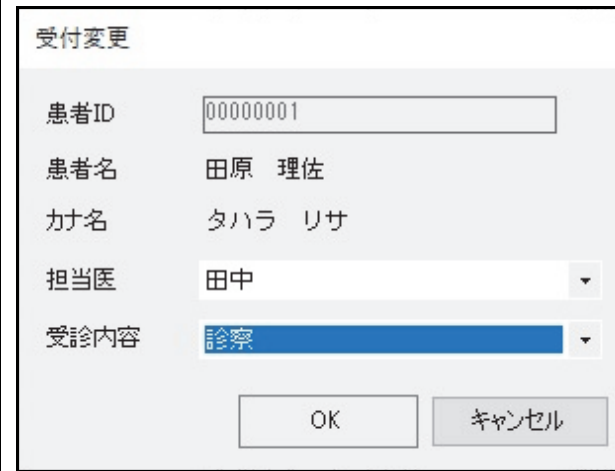 受付変更
患者ID 00000001
患者名 田原 理佐
カナ名 タハラ リサ
担当医 田中
受診内容 診察
OK キャンセル